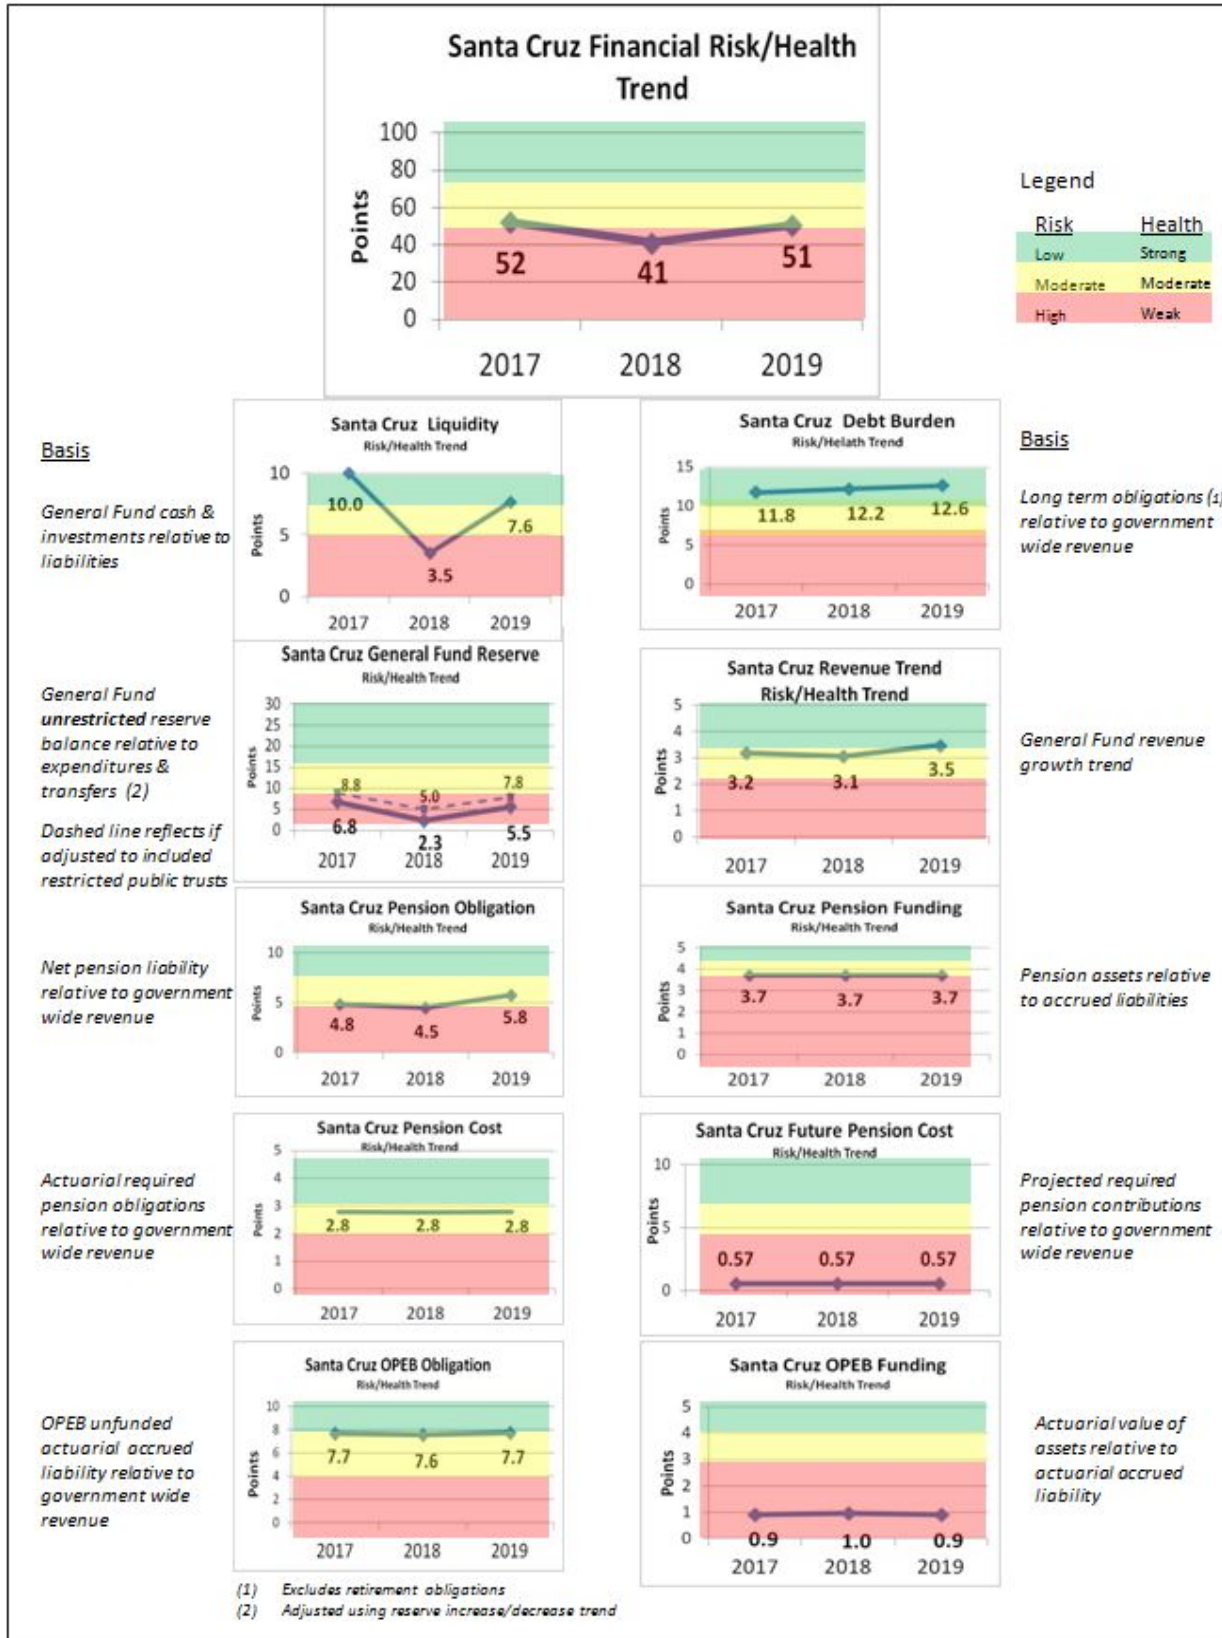 Santa Cruz Financial Risk/Health
Trend
100
80
60
40
20
0
Points
52
41
51
2017
2018
2019
Legend
Risk Health
Low Strong
Moderate Moderate
High Weak
Basis
General Fund cash &
investments relative to
liabilities
Santa Cruz Liquidity
Risk/Health Trend
10
5
0
Points
10.0
3.5
7.6
2017 2018 2019
Santa Cruz Debt Burden
Risk/Helath Trend
15
10
5
0
Points
11.8 12.2 12.6
2017 2018 2019
Basis
Long term obligations (1)
relative to government
wide revenue
General Fund
unrestricted reserve
balance relative to
expenditures &
transfers (2)
Dashed line reflects if
adjusted to included
restricted public trusts
Santa Cruz General Fund Reserve
Risk/Health Trend
30
25
20
15
10
5
0
Points
8.8 5.0 7.8
6.8 2.3 5.5
2017 2018 2019
Santa Cruz Revenue Trend
Risk/Health Trend
5
4
3
2
1
0
Points
3.2 3.1 3.5
2017 2018 2019
General Fund revenue
growth trend
Net pension liability
relative to government
wide revenue
Santa Cruz Pension Obligation
Risk/Health Trend
10
5
0
Points
4.8 4.5 5.8
2017 2018 2019
Santa Cruz Pension Funding
Risk/Health Trend
5
4
3
2
1
0
Points
3.7 3.7 3.7
2017 2018 2019
Pension assets relative
to accrued liabilities
Actuarial required
pension obligations
relative to government
wide revenue
Santa Cruz Pension Cost
Risk/Health Trend
5
4
3
2
1
0
Points
2.8 2.8 2.8
2017 2018 2019
Santa Cruz Future Pension Cost
Risk/Health Trend
10
5
0
Points
0.57 0.57 0.57
2017 2018 2019
Projected required
pension contributions
relative to government
wide revenue
OPEB unfunded
actuarial accrued
liability relative to
government wide
revenue
Santa Cruz OPEB Obligation
Risk/Health Trend
10
8
6
4
2
0
Points
7.7 7.6 7.7
2017 2018 2019
Santa Cruz OPEB Funding
Risk/Health Trend
5
4
3
2
1
0
Points
0.9 1.0 0.9
2017 2018 2019
Actuarial value of
assets relative to
actuarial accrued
liability
(1) Excludes retirement obligations
(2) Adjusted using reserve increase/decrease trend